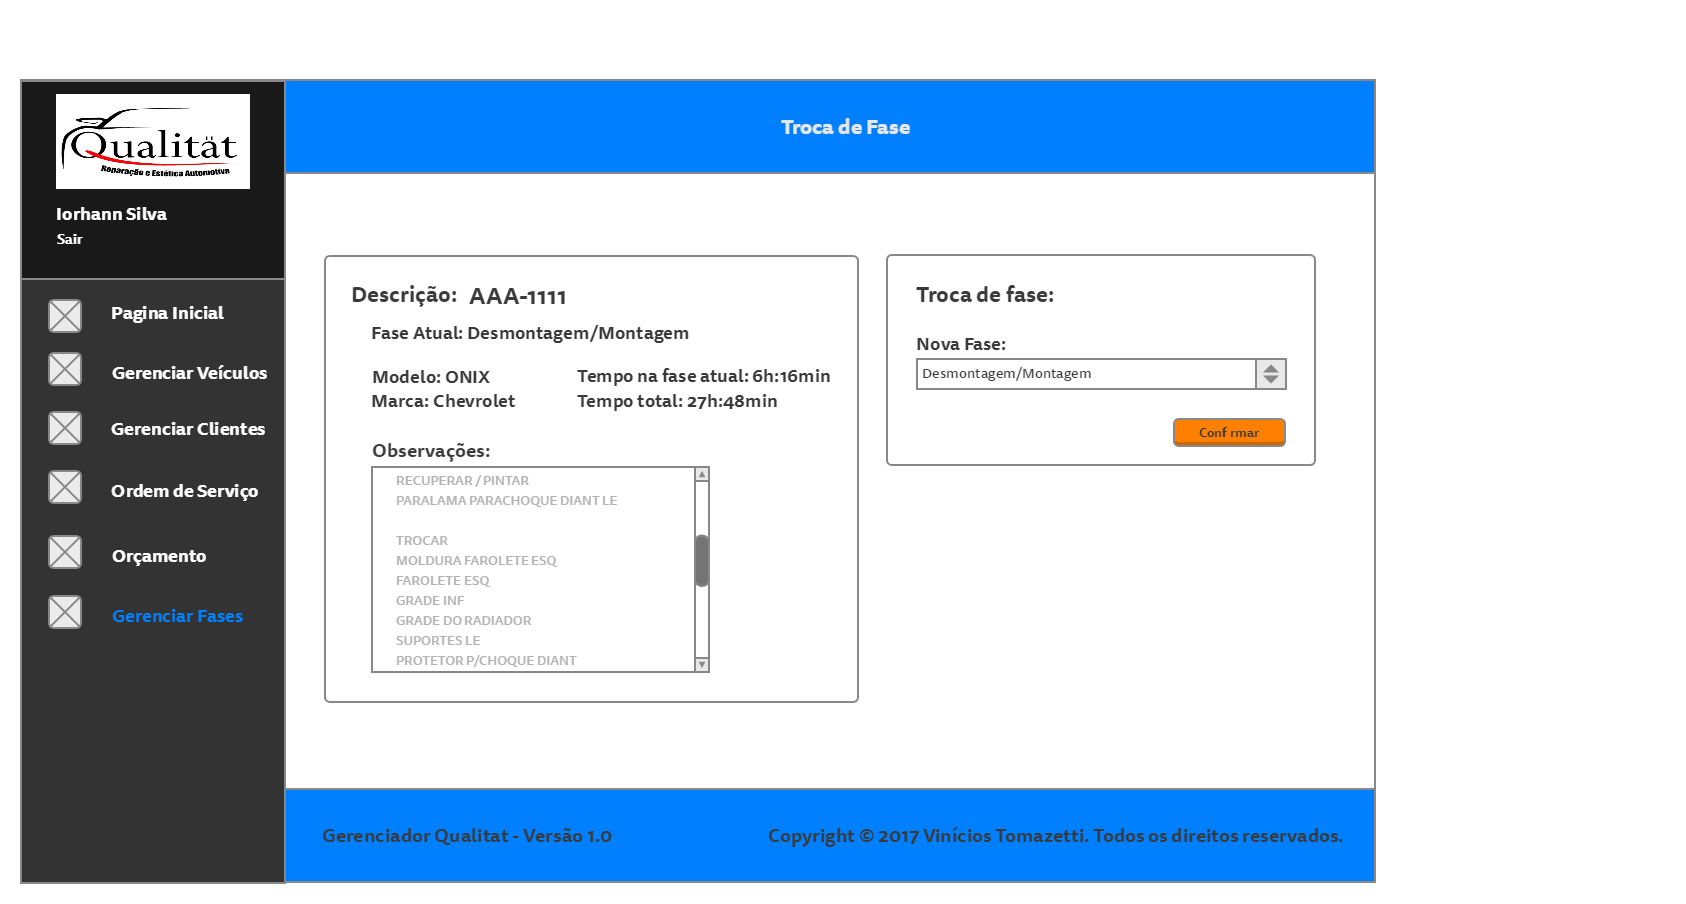 Qualität
Reparação e Estética Automotiva
Iorhann Silva
Sair
Pagina Inicial
Gerenciar Veículos
Gerenciar Clientes
Ordem de Serviço
Orçamento
Gerenciar Fases
Troca de Fase
Descrição: AAA-1111
Fase Atual: Desmontagem/Montagem
Modelo: ONIX
Tempo na fase atual: 6h:16min
Marca: Chevrolet
Tempo total: 27h:48min
Observações:
RECUPERAR / PINTAR
PARALAMA PARACHOQUE DIANT LE
TROCAR
MOLDURA FAROLETE ESQ
FAROLETE ESQ
GRADE INF
GRADE DO RADIADOR
SUPORTES LE
PROTETOR P/CHOQUE DIANT
Troca de fase:
Nova Fase:
Desmontagem/Montagem
Conf rmar
Gerenciador Qualitat - Versão 1.0
Copyright © 2017 Vinícios Tomazetti. Todos os direitos reservados.